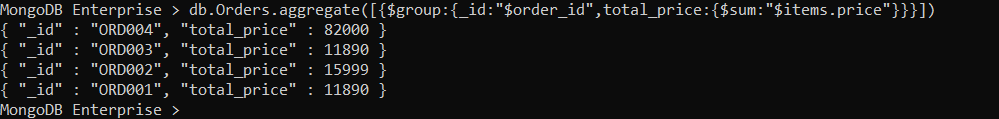 MongoDB Enterprise > db.Orders.aggregate([{$group:{_id:"$order_id",total_price:{$sum:"$items.price"}}}])
{ "_id" : "ORD004", "total_price" : 82000 }
{ "_id" : "ORD003", "total_price" : 11890 }
{ "_id" : "ORD002", "total_price" : 15999 }
{ "_id" : "ORD001", "total_price" : 11890 }
MongoDB Enterprise >